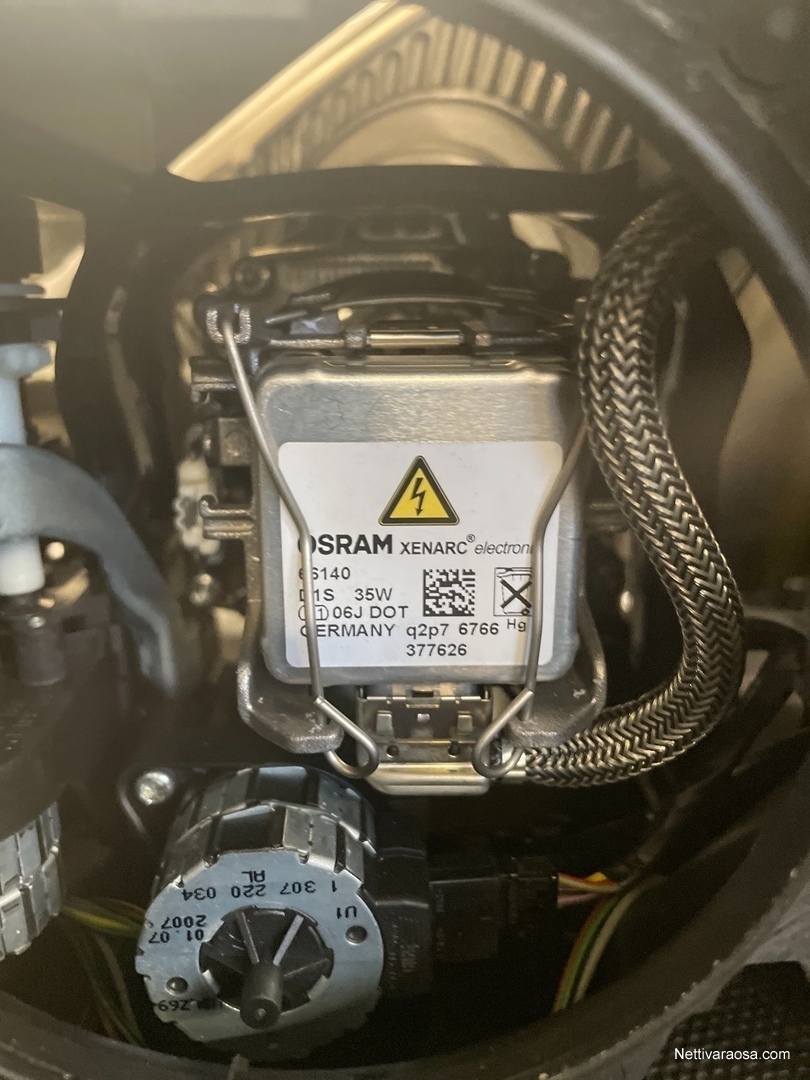 OSRAM XENARC® electroni
66140
D1S 35W
06J DOT
GERMANY q2p7 6766 Hg
377626
1 307 220 034
AL
U1
01.07
2007
Nettivaraosa.com